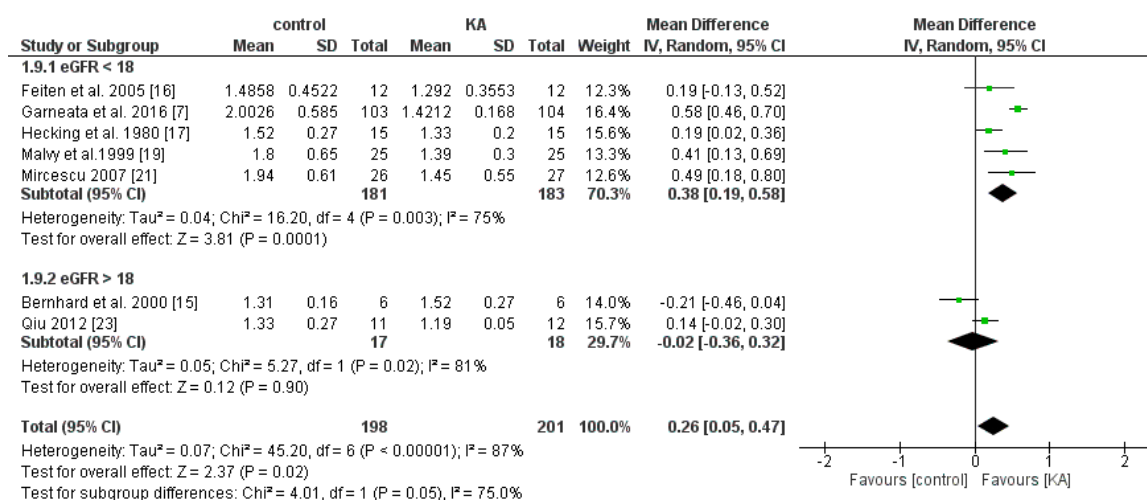 control KA Mean Difference Mean Difference
Study or Subgroup Mean SD Total Mean SD Total Weight IV, Random, 95% CI IV, Random, 95% CI
1.9.1 eGFR < 18
Feiten et al. 2005 [16] 1.4858 0.4522 12 1.292 0.3553 12 12.3% 0.19 [-0.13, 0.52]
Garneata et al. 2016 [7] 2.0026 0.585 103 1.4212 0.168 104 16.4% 0.58 [0.46, 0.70]
Hecking et al. 1980 [17] 1.52 0.27 15 1.33 0.2 15 15.6% 0.19 [0.02, 0.36]
Malvy et al.1999 [19] 1.8 0.65 25 1.39 0.3 25 13.3% 0.41 [0.13, 0.69]
Mircescu 2007 [21] 1.94 0.61 26 1.45 0.55 27 12.6% 0.49 [0.18, 0.80]
Subtotal (95% CI) 181 183 70.3% 0.38 [0.19, 0.58]
Heterogeneity: Tau² = 0.04; Chi² = 16.20, df = 4 (P = 0.003); I² = 75%
Test for overall effect: Z = 3.81 (P = 0.0001)
1.9.2 eGFR > 18
Bernhard et al. 2000 [15] 1.31 0.16 6 1.52 0.27 6 14.0% -0.21 [-0.46, 0.04]
Qiu 2012 [23] 1.33 0.27 11 1.19 0.05 12 15.7% 0.14 [-0.02, 0.30]
Subtotal (95% CI) 17 18 29.7% -0.02 [-0.36, 0.32]
Heterogeneity: Tau² = 0.05; Chi² = 5.27, df = 1 (P = 0.02); I² = 81%
Test for overall effect: Z = 0.12 (P = 0.90)
Total (95% CI) 198 201 100.0% 0.26 [0.05, 0.47]
Heterogeneity: Tau² = 0.07; Chi² = 45.20, df = 6 (P < 0.00001); I² = 87%
Test for overall effect: Z = 2.37 (P = 0.02)
Test for subgroup differences: Chi² = 4.01, df = 1 (P = 0.05), I² = 75.0%
-2 -1 0 1 2
Favours [control] Favours [KA]